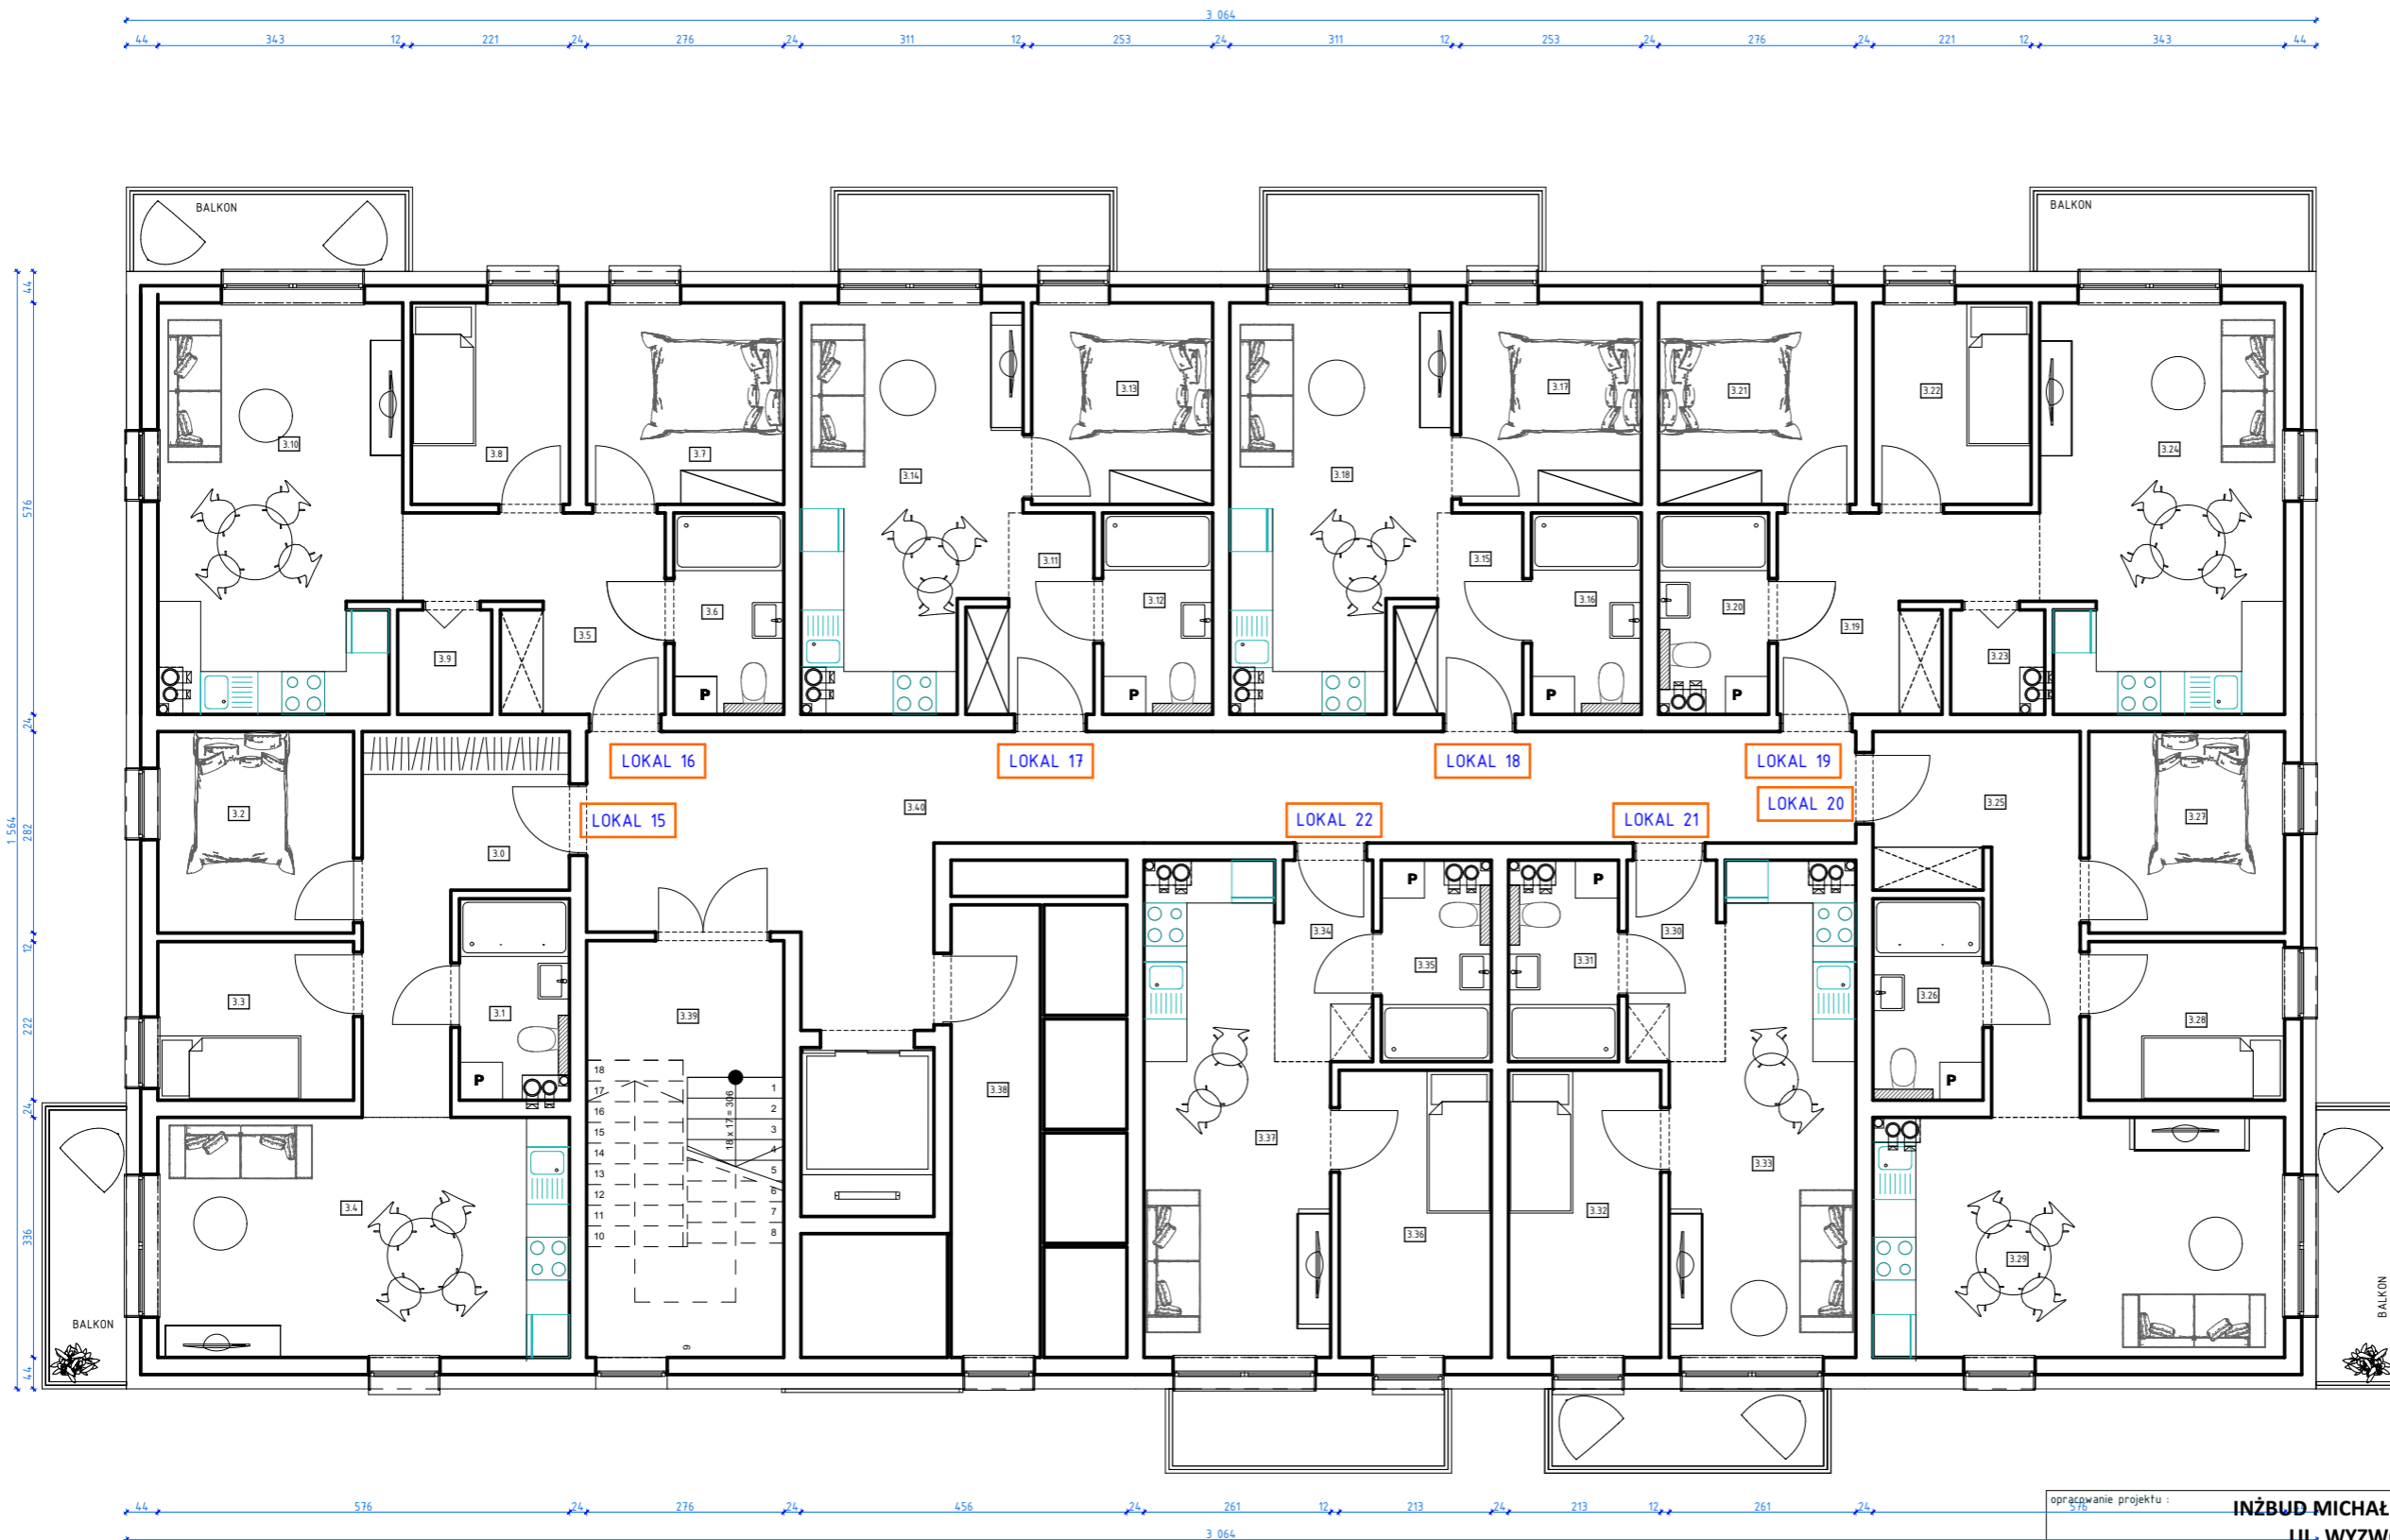 3 064
44 343 12 221 24 276 24 311 12 253 24 311 12 253 24 276 24 221 12 343 44
BALKON BALKON
44
3.10 3.8 3.7 3.14 3.13 3.18 3.17 3.21 3.22 3.24
576
3.9 3.5 3.6 3.11 3.12 3.15 3.16 3.20 3.19 3.23
P P P P
24
LOKAL 16 LOKAL 17 LOKAL 18 LOKAL 19
LOKAL 15 3.40 LOKAL 22 LOKAL 21 LOKAL 20
1 564
282
3.2 3.0 3.25 3.27
P P
12
3.34 3.35 3.31 3.30
3.3 3.1 3.39 3.38 3.26 3.28
222
P P
24
18 1
17 2
16 3
15 4
14 5
13 6
12 7
11 8
10
18 x 17 = 306
9
3.37 3.33
3.4 3.36 3.32 3.29
336
BALKON BALKON
44
44 576 24 276 24 456 24 261 12 213 24 213 12 261 24 576
3 064
opracowanie projektu :
INŻBUD MICHAŁ